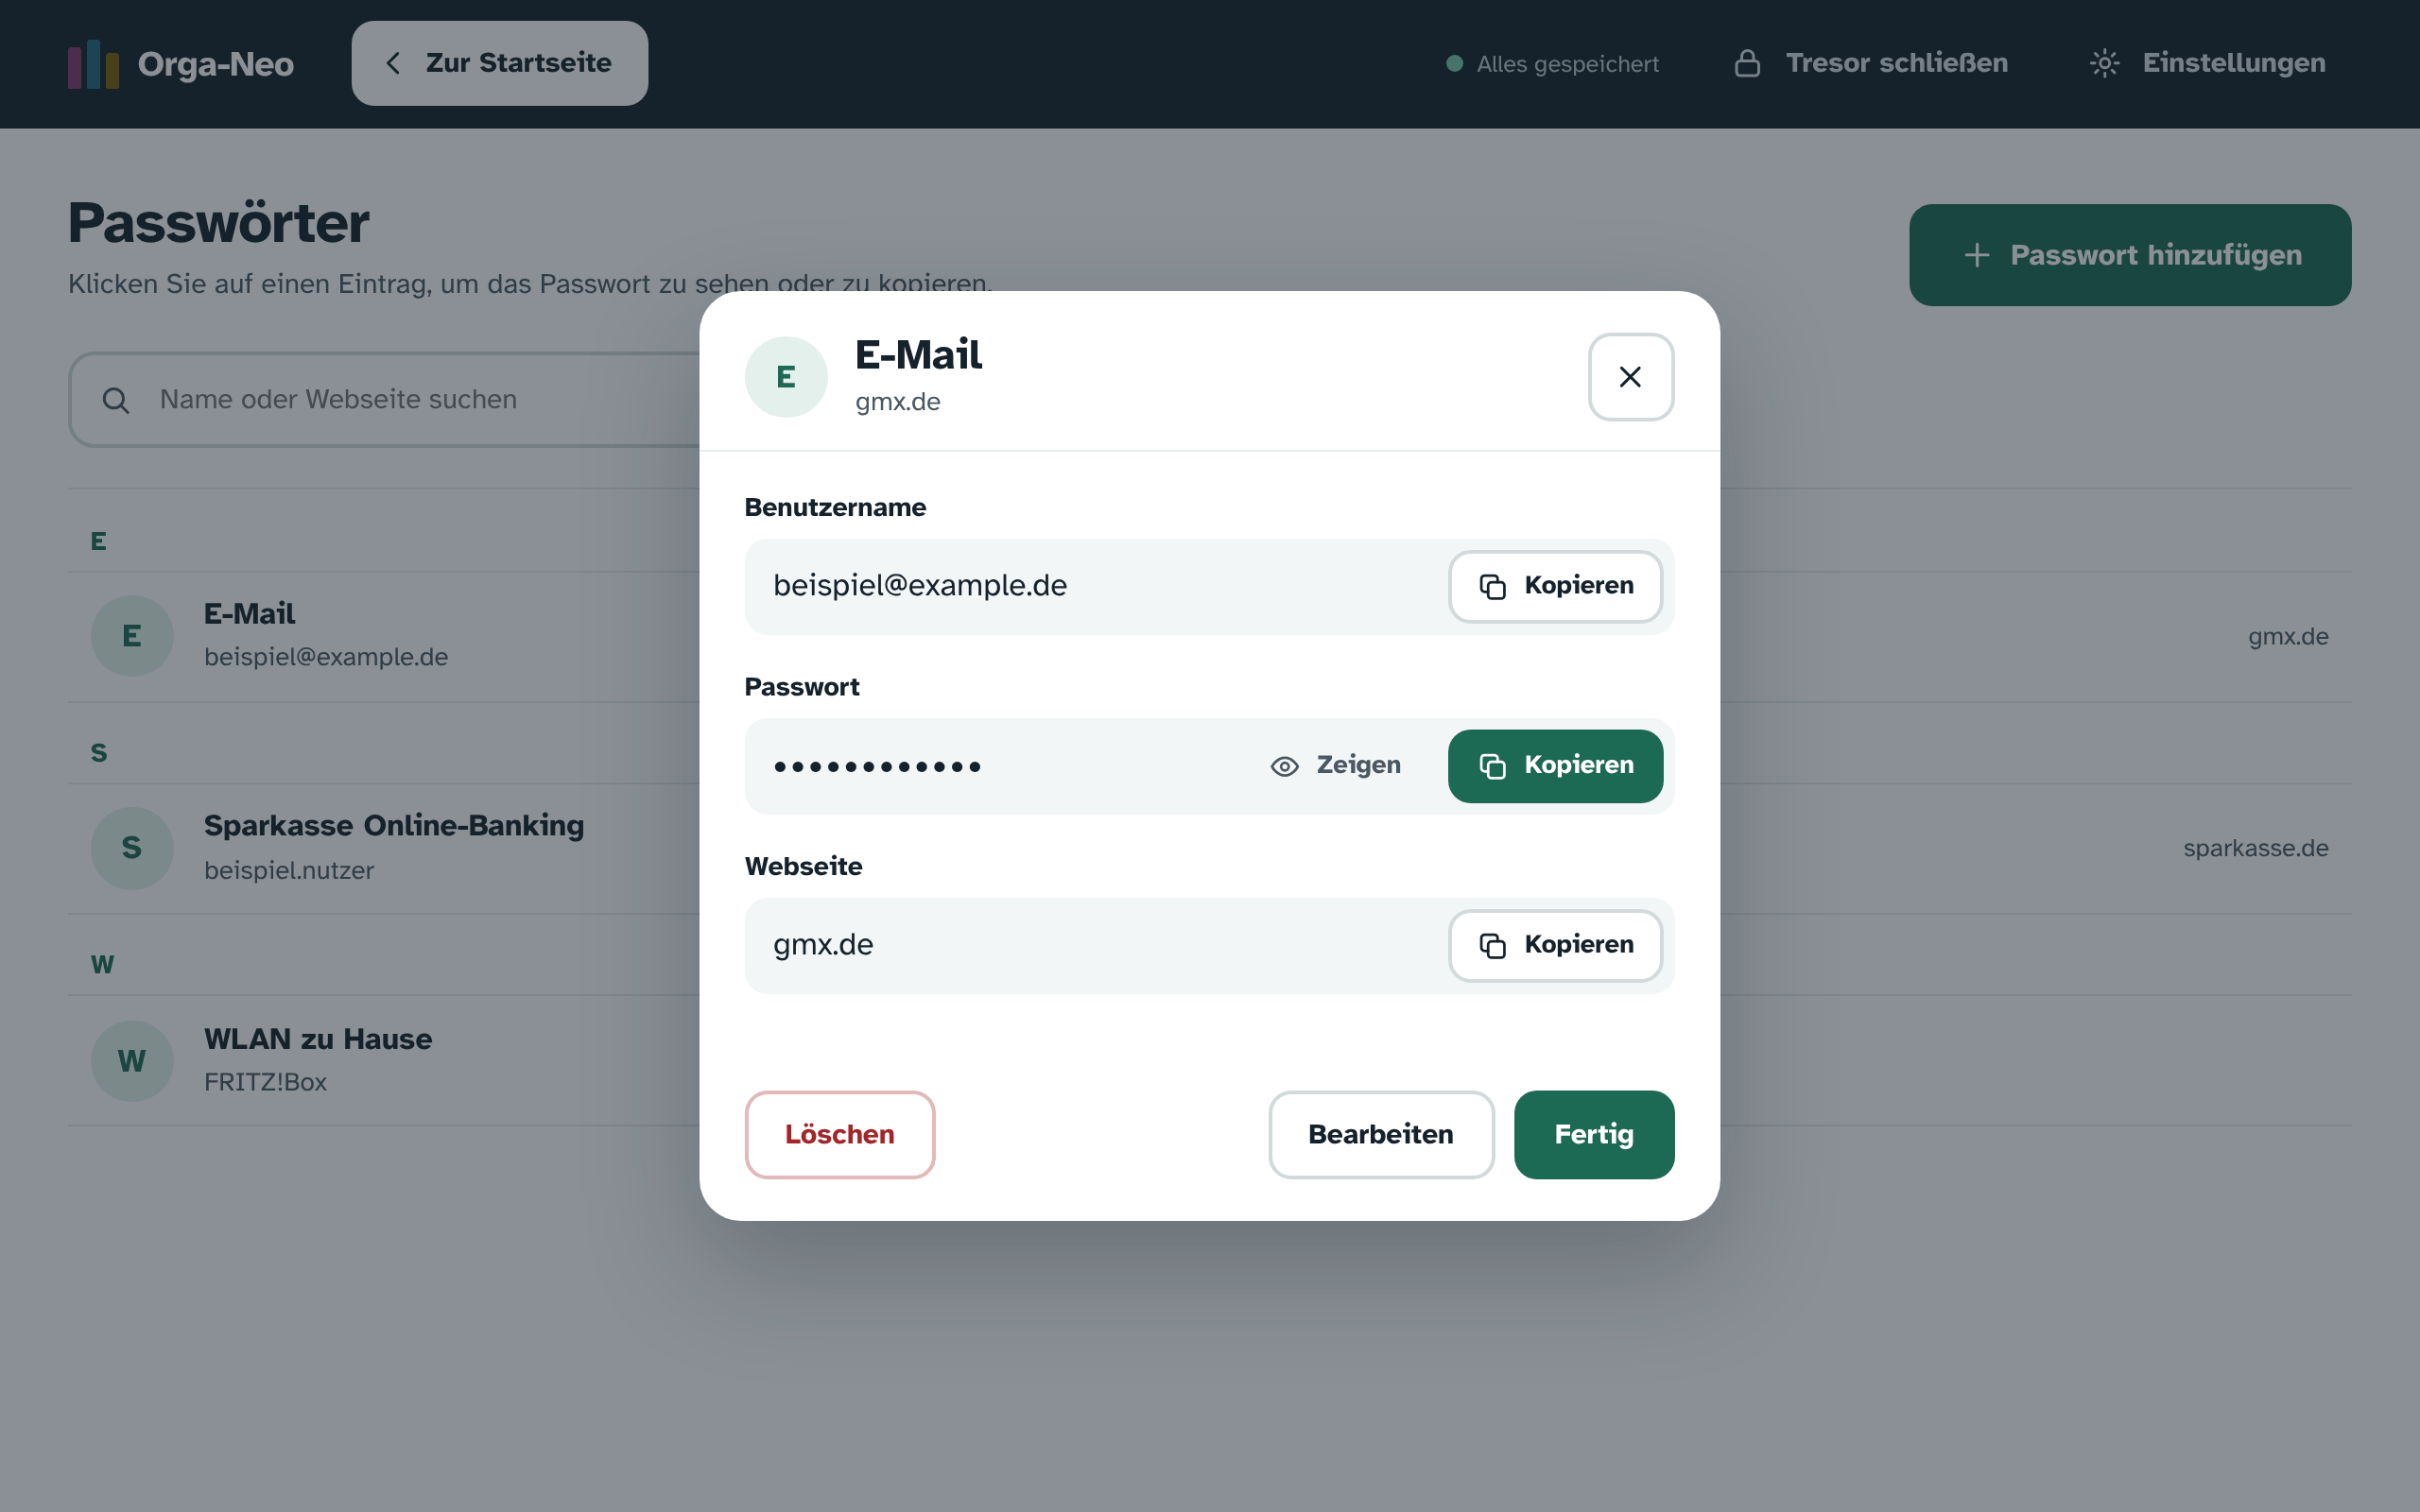 Orga-Neo
Zur Startseite
Alles gespeichert
Tresor schließen
Einstellungen
Passwörter
Klicken Sie auf einen Eintrag, um das Passwort zu sehen oder zu kopieren.
Passwort hinzufügen
Name oder Webseite suchen
E
E
E-Mail
beispiel@example.de
gmx.de
S
S
Sparkasse Online-Banking
beispiel.nutzer
sparkasse.de
W
W
WLAN zu Hause
FRITZ!Box
E
E-Mail
gmx.de
Benutzername
beispiel@example.de
Kopieren
Passwort
••••••••••••
Zeigen
Kopieren
Webseite
gmx.de
Kopieren
Löschen
Bearbeiten
Fertig